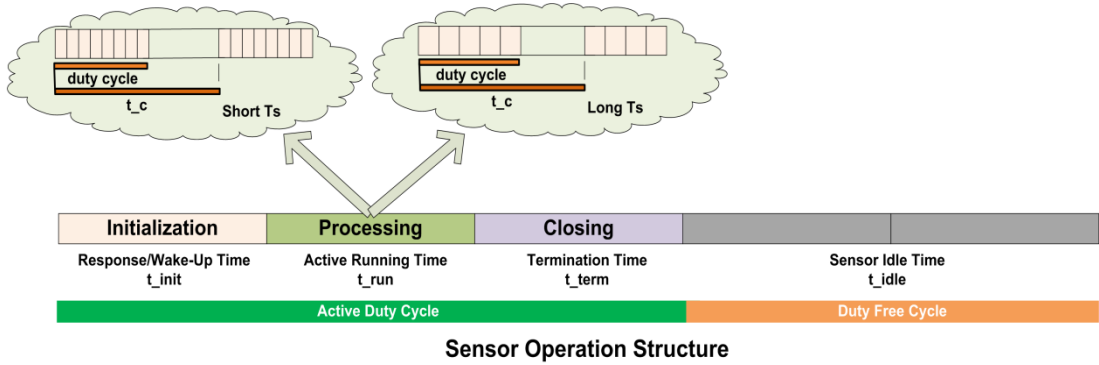 duty cycle
t_c
Short Ts
duty cycle
t_c
Long Ts
Initialization
Processing
Closing
Response/Wake-Up Time
t_init
Active Running Time
t_run
Termination Time
t_term
Sensor Idle Time
t_idle
Active Duty Cycle
Duty Free Cycle
Sensor Operation Structure